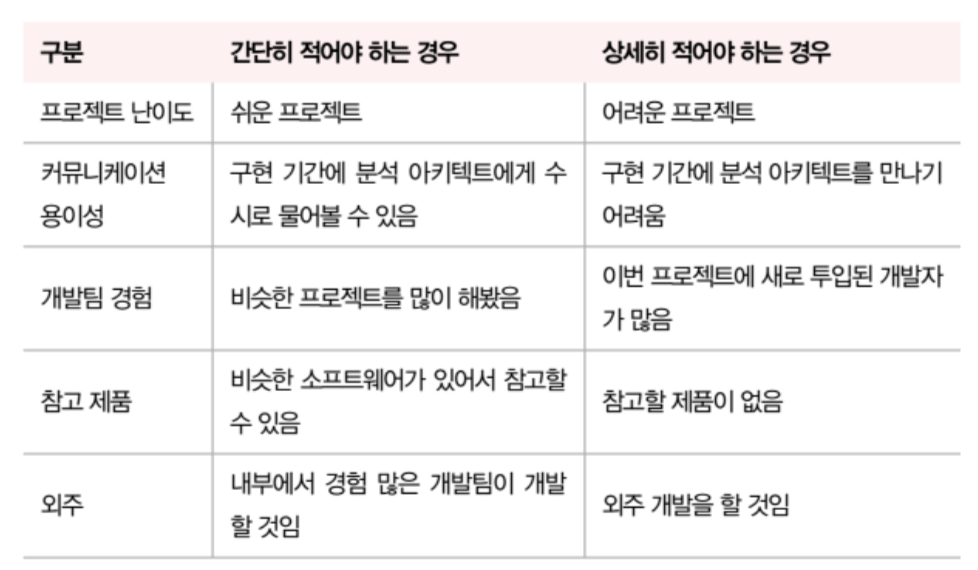 구분 간단히 적어야 하는 경우 상세히 적어야 하는 경우
프로젝트 난이도 쉬운 프로젝트 어려운 프로젝트
커뮤니케이션
용이성
구현 기간에 분석 아키텍트에게 수
시로 물어볼 수 있음
구현 기간에 분석 아키텍트를 만나기
어려움
개발팀 경험
비슷한 프로젝트를 많이 해봤음
이번 프로젝트에 새로 투입된 개발자
가 많음
참고 제품
비슷한 소프트웨어가 있어서 참고할
수 있음
참고할 제품이 없음
외주
내부에서 경험 많은 개발팀이 개발
할 것임
외주 개발을 할 것임